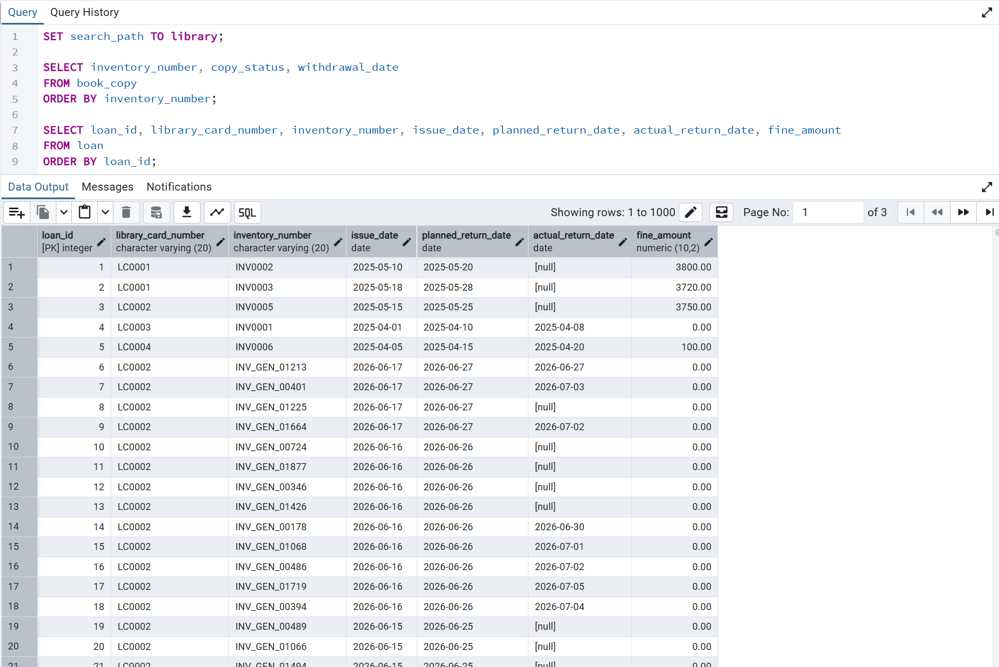 Query Query History
1 SET search_path TO library;
2
3 SELECT inventory_number, copy_status, withdrawal_date
4 FROM book_copy
5 ORDER BY inventory_number;
6
7 SELECT loan_id, library_card_number, inventory_number, issue_date, planned_return_date, actual_return_date, fine_amount
8 FROM loan
9 ORDER BY loan_id;
Data Output Messages Notifications
SQL Showing rows: 1 to 1000 Page No: 1 of 3
loan_id library_card_number inventory_number issue_date planned_return_date actual_return_date fine_amount
[PK] integer character varying (20) character varying (20) date date date numeric (10,2)
1 1 LC0001 INV0002 2025-05-10 2025-05-20 [null] 3800.00
2 2 LC0001 INV0003 2025-05-18 2025-05-28 [null] 3720.00
3 3 LC0002 INV0005 2025-05-15 2025-05-25 [null] 3750.00
4 4 LC0003 INV0001 2025-04-01 2025-04-10 2025-04-08 0.00
5 5 LC0004 INV0006 2025-04-05 2025-04-15 2025-04-20 100.00
6 6 LC0002 INV_GEN_01213 2026-06-17 2026-06-27 2026-06-27 0.00
7 7 LC0002 INV_GEN_00401 2026-06-17 2026-06-27 2026-07-03 0.00
8 8 LC0002 INV_GEN_01225 2026-06-17 2026-06-27 [null] 0.00
9 9 LC0002 INV_GEN_01664 2026-06-17 2026-06-27 2026-07-02 0.00
10 10 LC0002 INV_GEN_00724 2026-06-16 2026-06-26 [null] 0.00
11 11 LC0002 INV_GEN_01877 2026-06-16 2026-06-26 [null] 0.00
12 12 LC0002 INV_GEN_00346 2026-06-16 2026-06-26 [null] 0.00
13 13 LC0002 INV_GEN_01426 2026-06-16 2026-06-26 [null] 0.00
14 14 LC0002 INV_GEN_00178 2026-06-16 2026-06-26 2026-06-30 0.00
15 15 LC0002 INV_GEN_01068 2026-06-16 2026-06-26 2026-07-01 0.00
16 16 LC0002 INV_GEN_00486 2026-06-16 2026-06-26 2026-07-02 0.00
17 17 LC0002 INV_GEN_01719 2026-06-16 2026-06-26 2026-07-05 0.00
18 18 LC0002 INV_GEN_00394 2026-06-16 2026-06-26 2026-07-04 0.00
19 19 LC0002 INV_GEN_00489 2026-06-15 2026-06-25 [null] 0.00
20 20 LC0002 INV_GEN_01066 2026-06-15 2026-06-25 [null] 0.00
21 21 LC0002 INV_GEN_01494 2026-06-15 2026-06-25 [null] 0.00